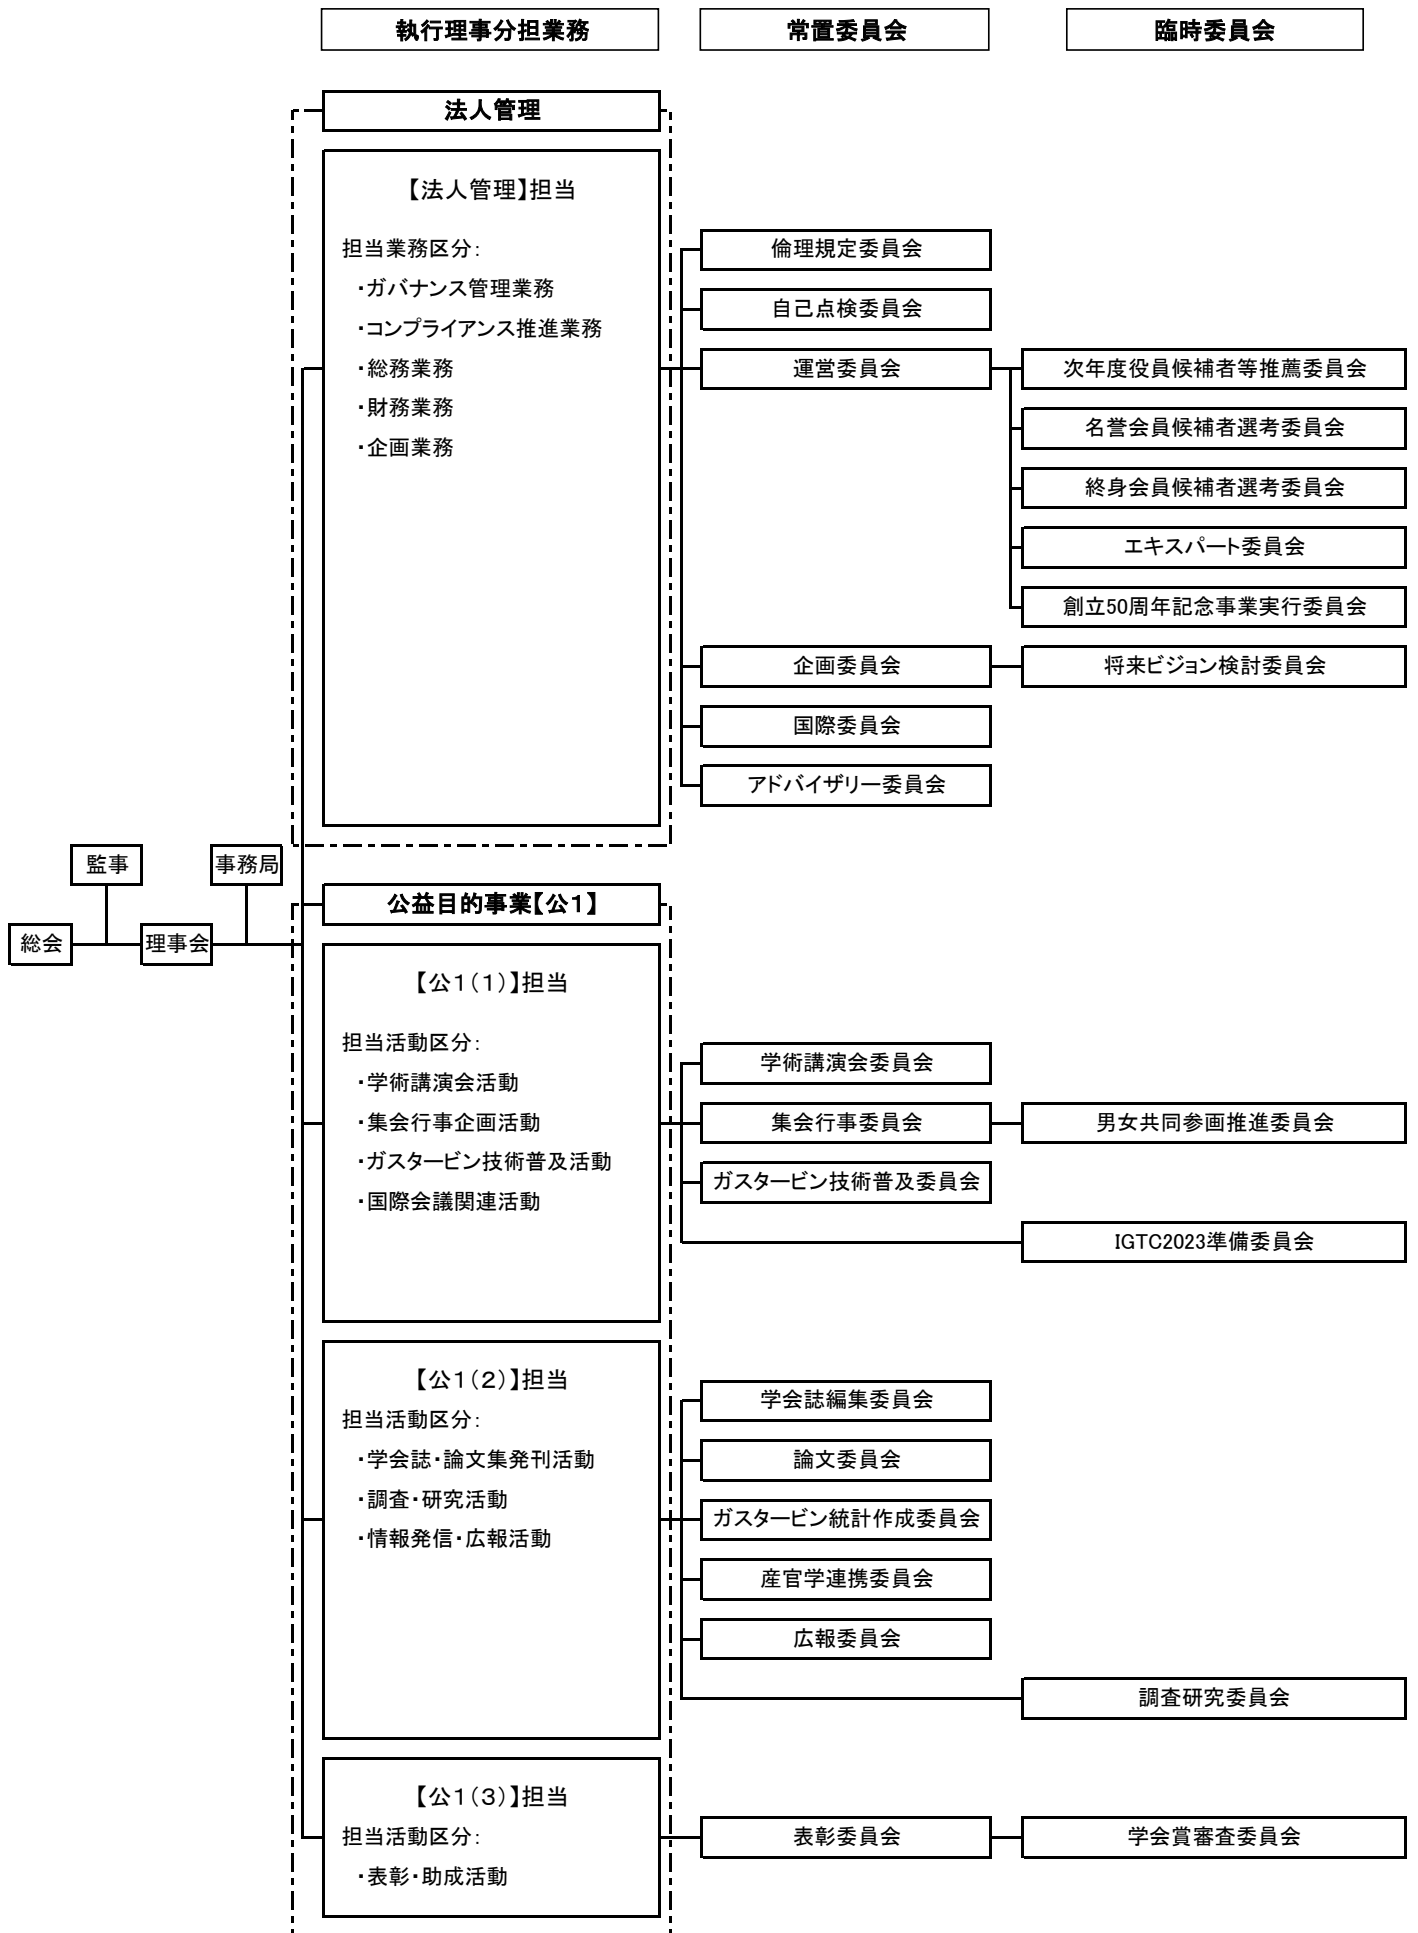 執行理事分担業務
常置委員会
臨時委員会
法人管理
【法人管理】担当
担当業務区分：
・ガバナンス管理業務
・コンプライアンス推進業務
・総務業務
・財務業務
・企画業務
倫理規定委員会
自己点検委員会
運営委員会
次年度役員候補者等推薦委員会
名誉会員候補者選考委員会
終身会員候補者選考委員会
エキスパート委員会
創立50周年記念事業実行委員会
企画委員会
将来ビジョン検討委員会
国際委員会
アドバイザリー委員会
監事
事務局
総会
理事会
公益目的事業【公１】
【公１（１）】担当
担当活動区分：
・学術講演会活動
・集会行事企画活動
・ガスタービン技術普及活動
・国際会議関連活動
学術講演会委員会
集会行事委員会
男女共同参画推進委員会
ガスタービン技術普及委員会
IGTC2023準備委員会
【公１（２）】担当
担当活動区分：
・学会誌・論文集発刊活動
・調査・研究活動
・情報発信・広報活動
学会誌編集委員会
論文委員会
ガスタービン統計作成委員会
産官学連携委員会
広報委員会
調査研究委員会
【公１（３）】担当
担当活動区分：
・表彰・助成活動
表彰委員会
学会賞審査委員会